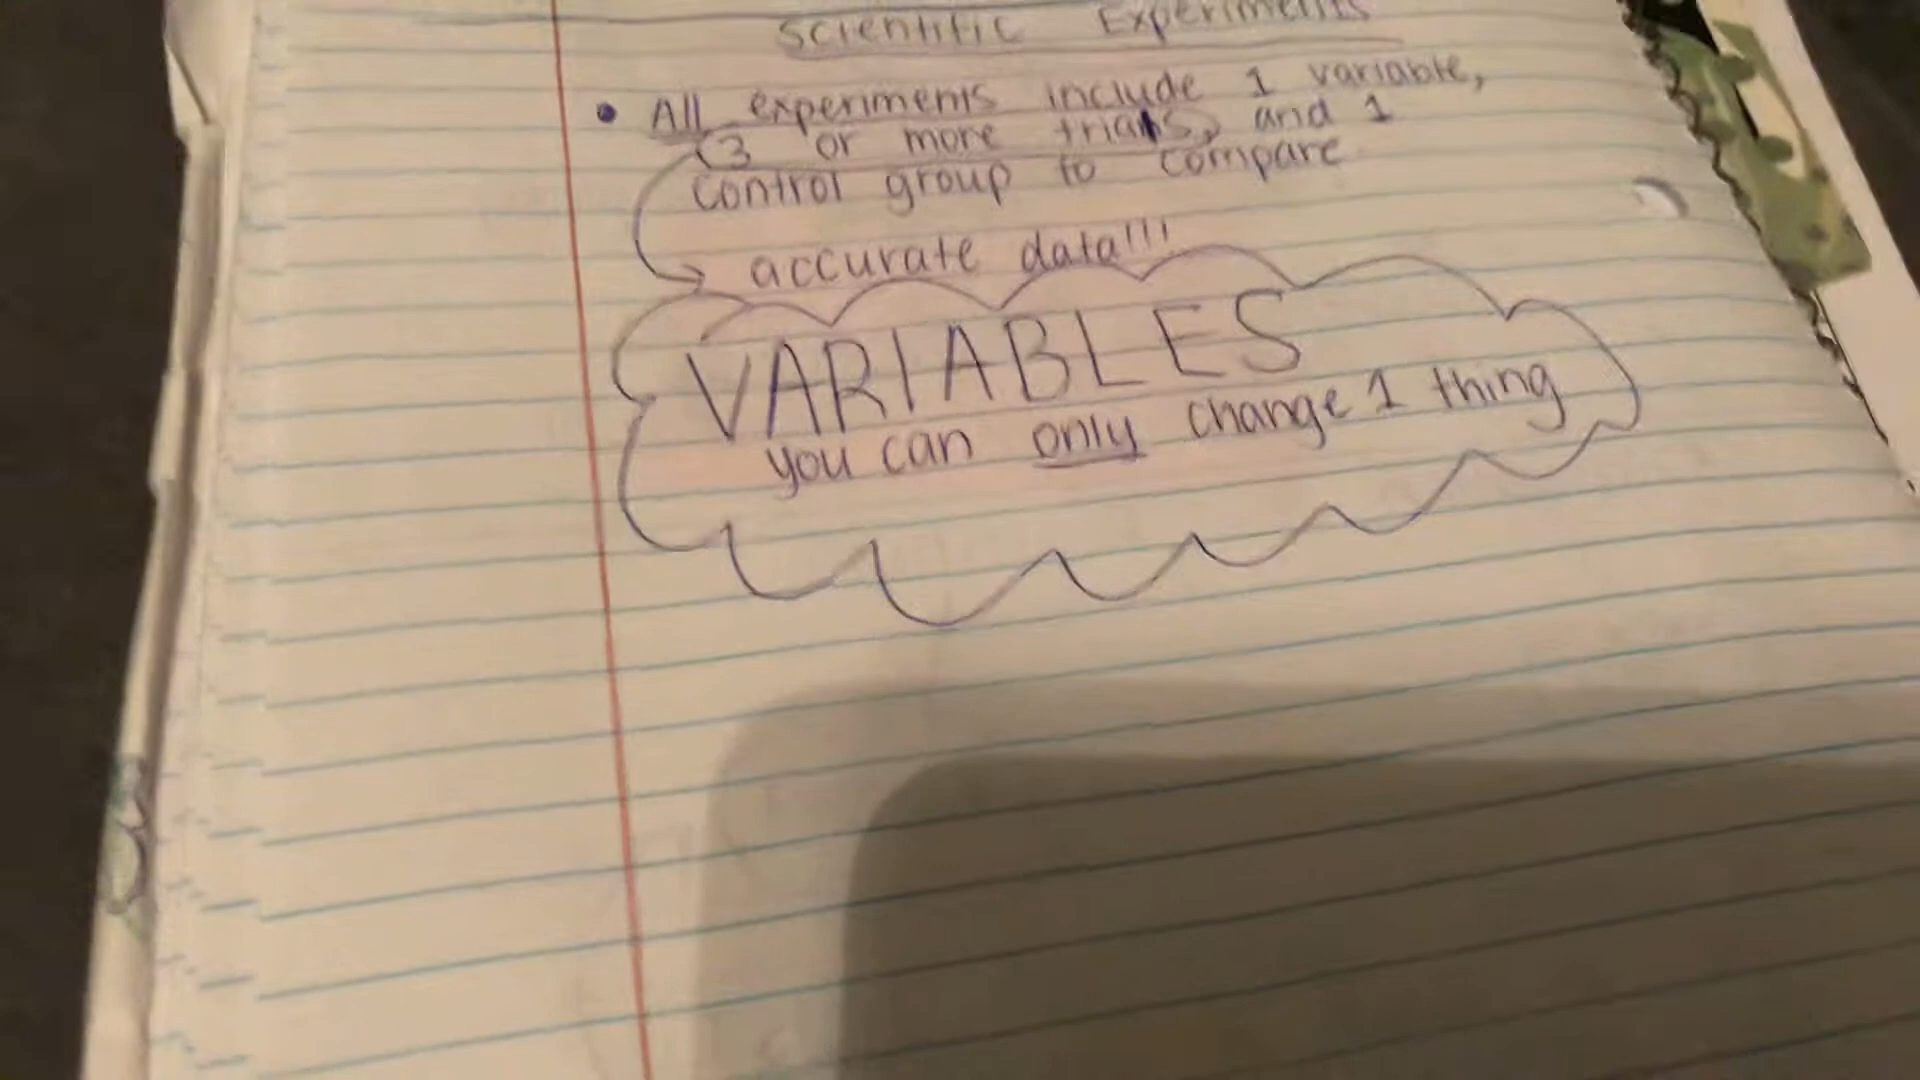 Scientific Experiments
• All experiments include 1 variable,
(3 or more trials), and 1
control group to compare
accurate data!!!
VARIABLES
you can only change 1 thing